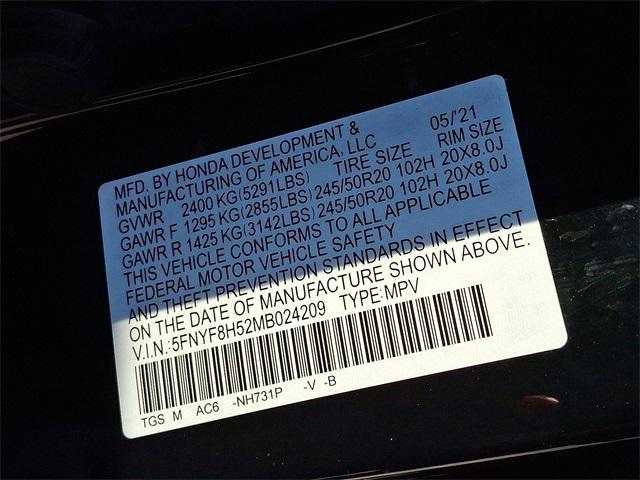 MFD. BY HONDA DEVELOPMENT &
MANUFACTURING OF AMERICA, LLC 05/'21
GVWR 2400 KG(5291LBS) TIRE SIZE RIM SIZE
GAWR F 1295 KG(2855LBS) 245/50R20 102H 20X8.0J
GAWR R 1425 KG(3142LBS) 245/50R20 102H 20X8.0J
THIS VEHICLE CONFORMS TO ALL APPLICABLE
FEDERAL MOTOR VEHICLE SAFETY
AND THEFT PREVENTION STANDARDS IN EFFECT
ON THE DATE OF MANUFACTURE SHOWN ABOVE.
V.I.N.:5FNYF8H52MB024209 TYPE:MPV
TGS M AC6 -NH731P -V -B